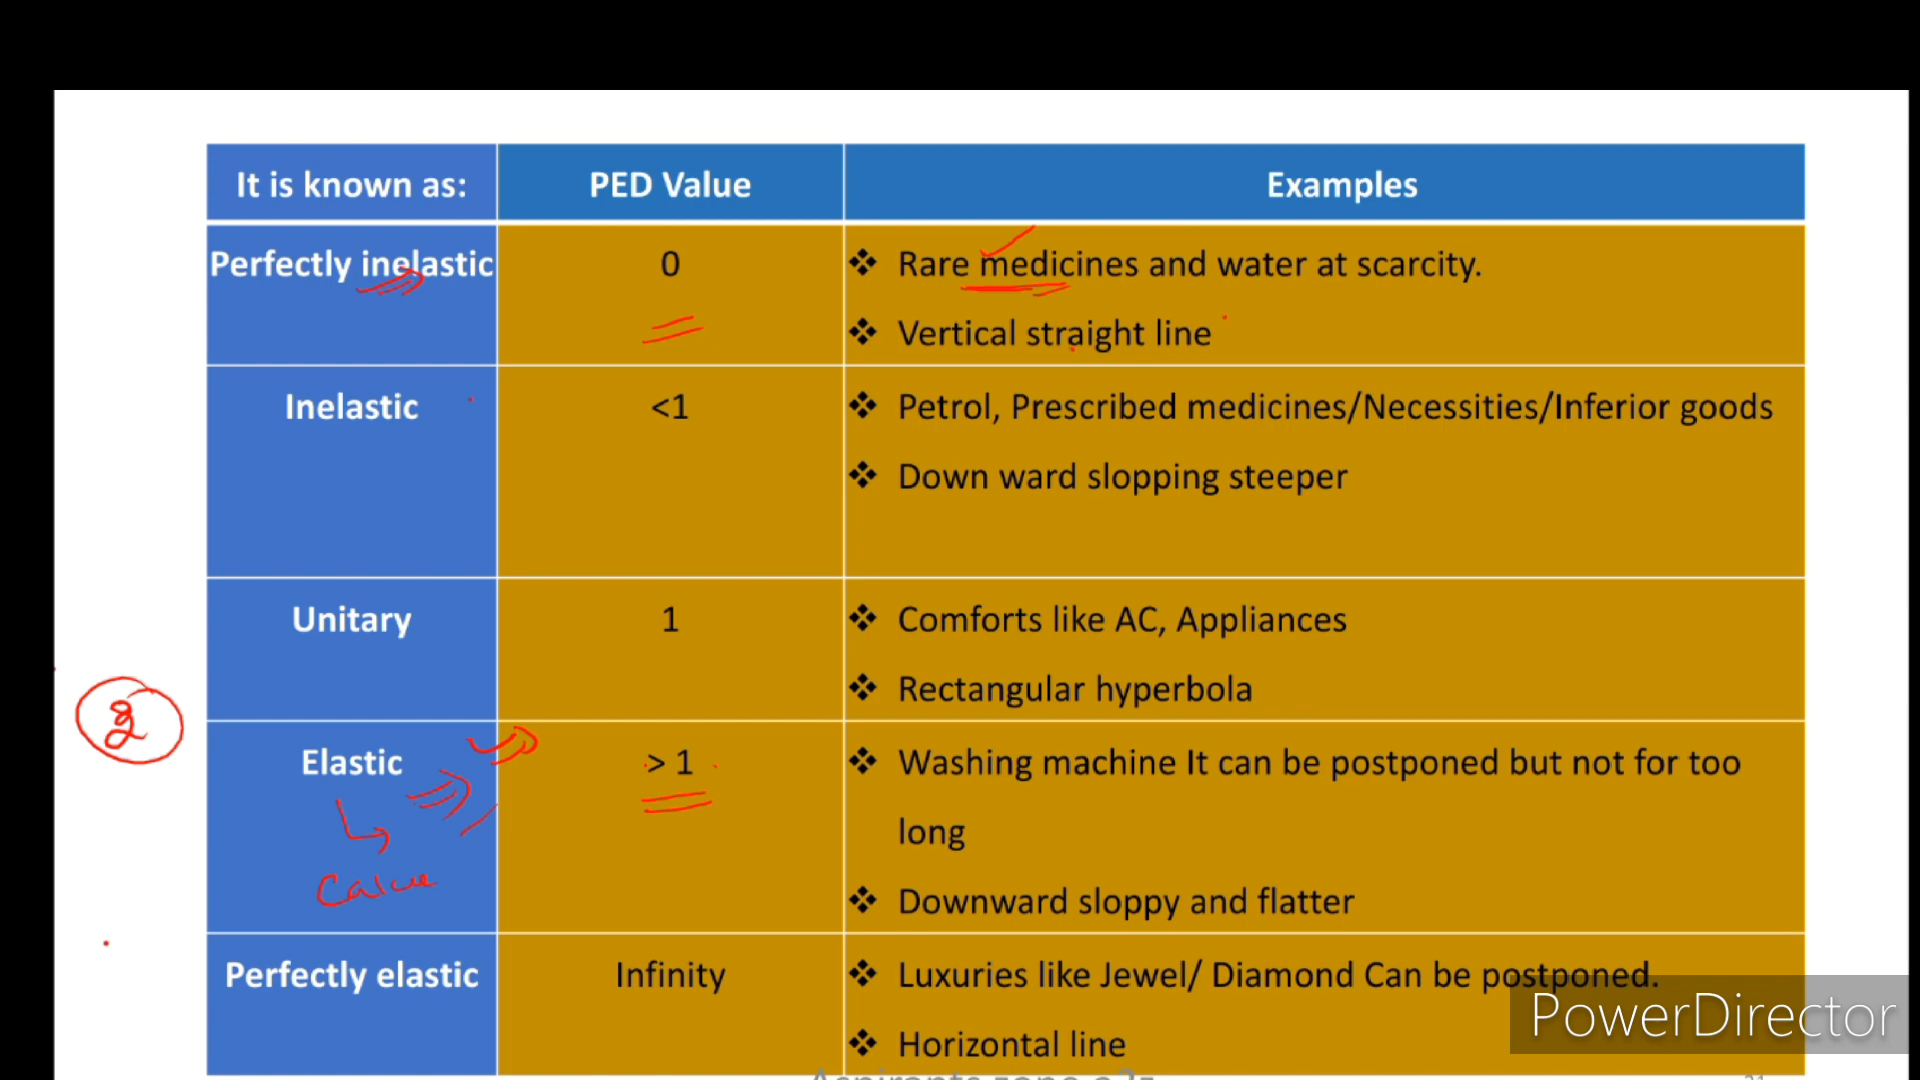 It is known as: PED Value Examples
Perfectly inelastic 0 ❖ Rare medicines and water at scarcity.
❖ Vertical straight line
Inelastic <1 ❖ Petrol, Prescribed medicines/Necessities/Inferior goods
❖ Down ward slopping steeper
Unitary 1 ❖ Comforts like AC, Appliances
❖ Rectangular hyperbola
Elastic > 1 ❖ Washing machine It can be postponed but not for too
long
❖ Downward sloppy and flatter
Perfectly elastic Infinity ❖ Luxuries like Jewel/ Diamond Can be postponed.
PowerDirector
❖ Horizontal line